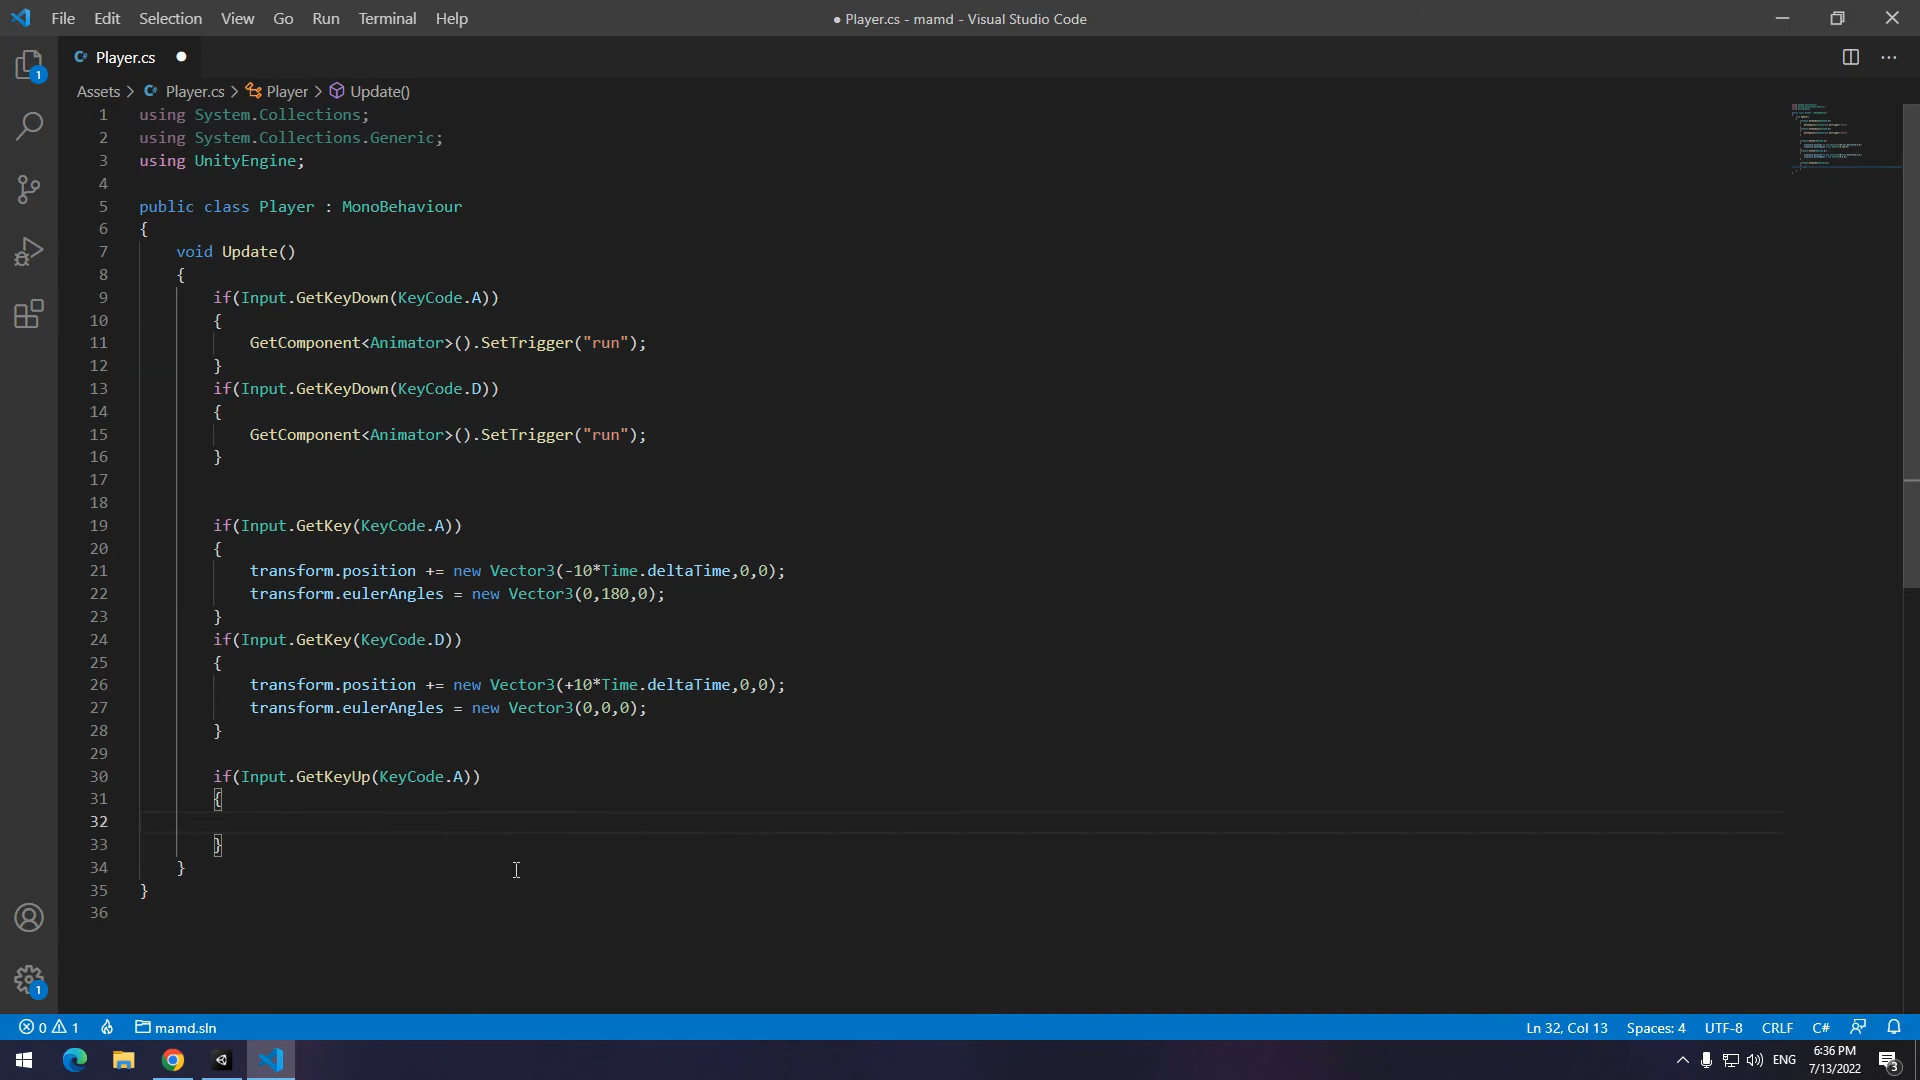 File Edit Selection View Go Run Terminal Help
● Player.cs - mamd - Visual Studio Code
Player.cs
Assets > Player.cs > Player > Update()
1 using System.Collections;
2 using System.Collections.Generic;
3 using UnityEngine;
4
5 public class Player : MonoBehaviour
6 {
7 void Update()
8 {
9 if(Input.GetKeyDown(KeyCode.A))
10 {
11 GetComponent<Animator>().SetTrigger("run");
12 }
13 if(Input.GetKeyDown(KeyCode.D))
14 {
15 GetComponent<Animator>().SetTrigger("run");
16 }
17
18
19 if(Input.GetKey(KeyCode.A))
20 {
21 transform.position += new Vector3(-10*Time.deltaTime,0,0);
22 transform.eulerAngles = new Vector3(0,180,0);
23 }
24 if(Input.GetKey(KeyCode.D))
25 {
26 transform.position += new Vector3(+10*Time.deltaTime,0,0);
27 transform.eulerAngles = new Vector3(0,0,0);
28 }
29
30 if(Input.GetKeyUp(KeyCode.A))
31 {
32
33 }
34 }
35 }
36
1
1
0 1 mamd.sln Ln 32, Col 13 Spaces: 4 UTF-8 CRLF C#
ENG 6:36 PM
7/13/2022
3